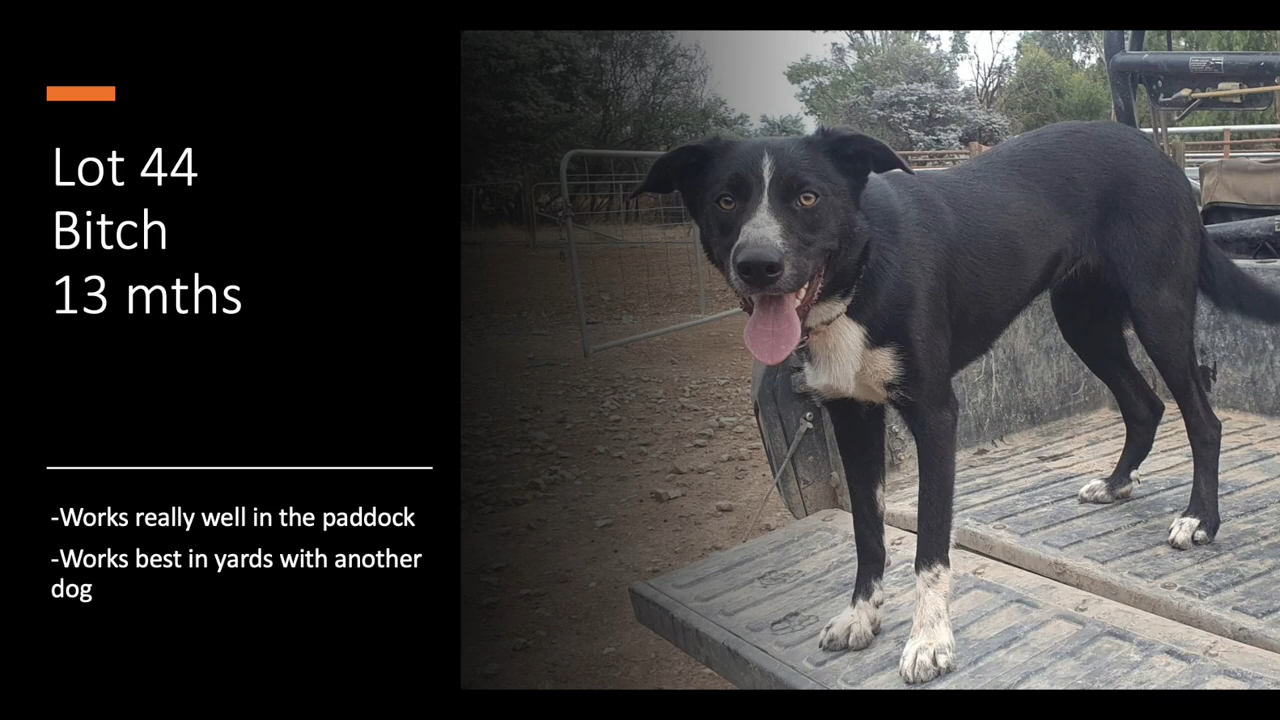 Lot 44
Bitch
13 mths
-Works really well in the paddock
-Works best in yards with another
dog